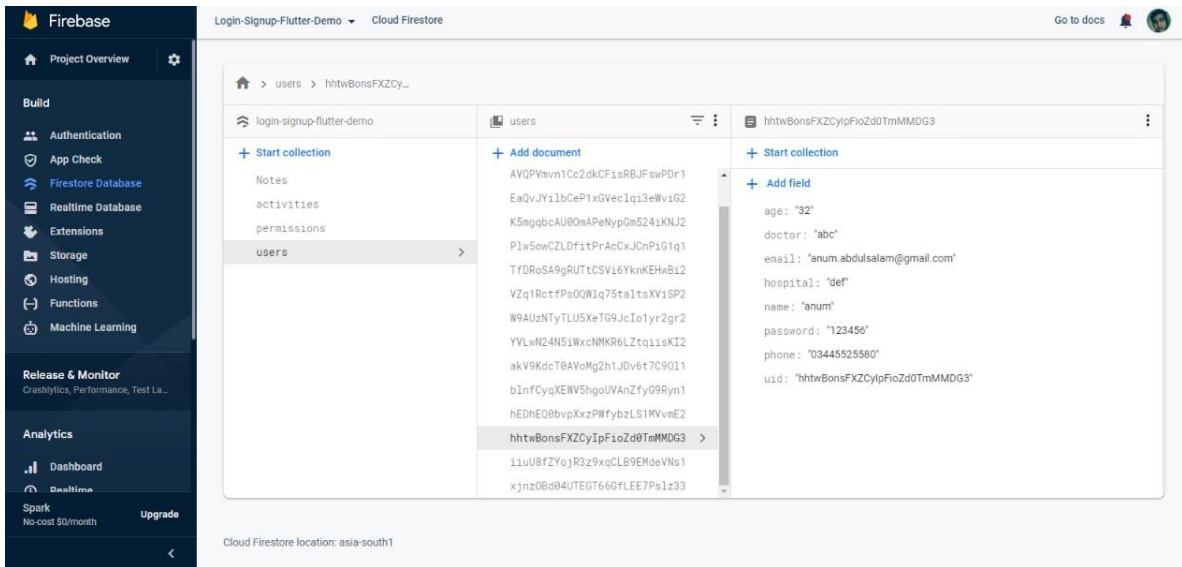 Firebase
Login-Signup-Flutter-Demo Cloud Firestore
Go to docs
Project Overview
Build
Authentication
App Check
Firestore Database
Realtime Database
Extensions
Storage
Hosting
Functions
Machine Learning
Release & Monitor
Crashlytics, Performance, Test La...
Analytics
Dashboard
Realtime
Spark
No-cost $0/month
Upgrade
> users > hhtwBonsFXZCy...
login-signup-flutter-demo
+ Start collection
Notes
activities
permissions
users
users
+ Add document
AVQPVmvn1Cc2dkCFisRBJFswPDr1
EaQvJYilbCeP1xGVeclqi3eWviG2
K5mgqbcAU0OmAPeNypGm524iKNJ2
Plw5owCZLDfitPrAcCxJCnPiG1q1
TfDRoSA9gRUTtCSVi6YknKEHwBi2
VZq1RctfPsOQWlq75taltsXViSP2
W9AUzNTyTLU5XeTG9JcIo1yr2gr2
YVLwN24N5iWxcNMKR6LZtqiisKI2
akV9KdcT0AVoMg2h1JDv6t7C9Ol1
blnfCyqXEWV5hgoUVAnZfyG9Ryn1
hEDhEQ0bvpXxzPWfybzLS1MVvmE2
hhtwBonsFXZCyIpFioZd0TmMMDG3
iiuU8fZYojR3z9xqCLB9EMdeVNs1
xjnzOBd04UTEGT66GfLEE7Pslz33
hhtwBonsFXZCyIpFioZd0TmMMDG3
+ Start collection
+ Add field
age: "32"
doctor: "abc"
email: "anum.abdulsalam@gmail.com"
hospital: "def"
name: "anum"
password: "123456"
phone: "03445525580"
uid: "hhtwBonsFXZCyIpFioZd0TmMMDG3"
Cloud Firestore location: asia-south1